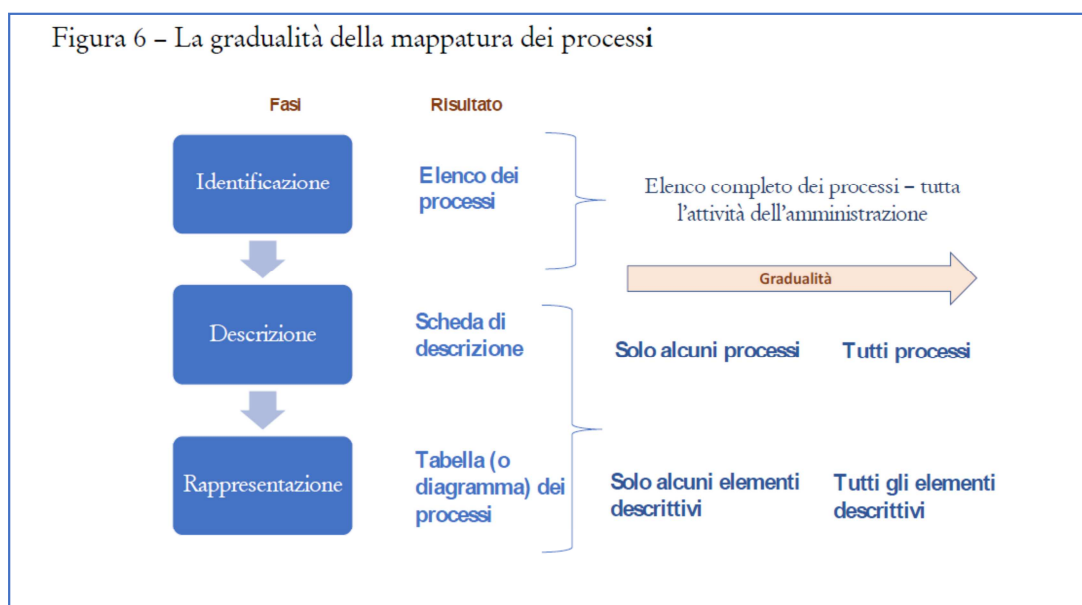 Figura 6 – La gradualità della mappatura dei processi
Fasi
Risultato
Identificazione
Elenco dei
processi
Elenco completo dei processi – tutta
l'attività dell'amministrazione
Gradualità
Descrizione
Scheda di
descrizione
Solo alcuni processi
Tutti processi
Rappresentazione
Tabella (o
diagramma) dei
processi
Solo alcuni elementi
descrittivi
Tutti gli elementi
descrittivi